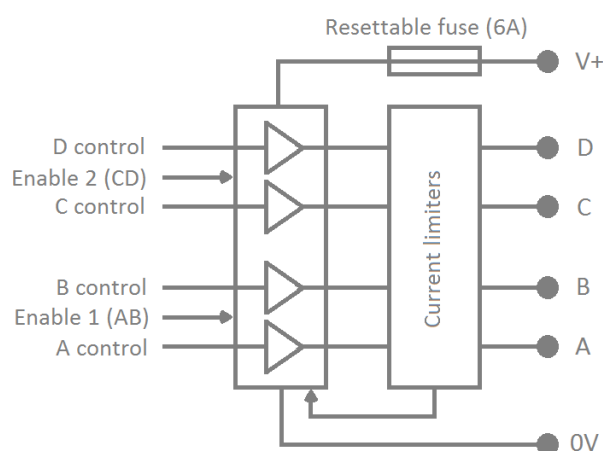 Resettable fuse (6A)
V+
D control
D
Enable 2 (CD)
C control
C
Current limiters
B control
B
Enable 1 (AB)
A control
A
0V